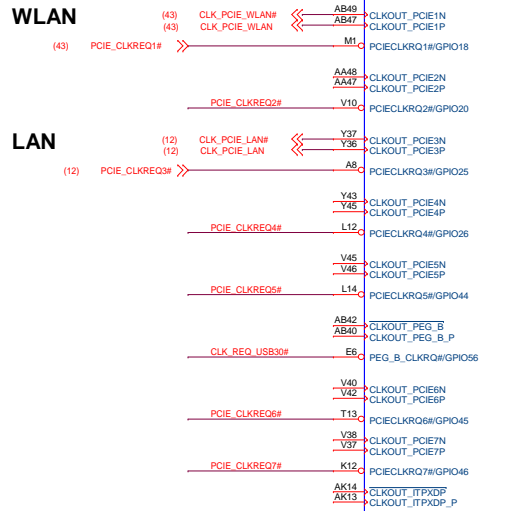 WLAN
(43) CLK_PCIE_WLAN# AB49 CLKOUT_PCIE1N
(43) CLK_PCIE_WLAN AB47 CLKOUT_PCIE1P
(43) PCIE_CLKREQ1# M1 PCIECLKRQ1#/GPIO18
AA48 CLKOUT_PCIE2N
AA47 CLKOUT_PCIE2P
PCIE_CLKREQ2# V10 PCIECLKRQ2#/GPIO20
LAN
(12) CLK_PCIE_LAN# Y37 CLKOUT_PCIE3N
(12) CLK_PCIE_LAN Y36 CLKOUT_PCIE3P
(12) PCIE_CLKREQ3# A8 PCIECLKRQ3#/GPIO25
Y43 CLKOUT_PCIE4N
Y45 CLKOUT_PCIE4P
PCIE_CLKREQ4# L12 PCIECLKRQ4#/GPIO26
V45 CLKOUT_PCIE5N
V46 CLKOUT_PCIE5P
PCIE_CLKREQ5# L14 PCIECLKRQ5#/GPIO44
AB42 CLKOUT_PEG_B
AB40 CLKOUT_PEG_B_P
CLK_REQ_USB30# E6 PEG_B_CLKRQ#/GPIO56
V40 CLKOUT_PCIE6N
V42 CLKOUT_PCIE6P
PCIE_CLKREQ6# T13 PCIECLKRQ6#/GPIO45
V38 CLKOUT_PCIE7N
V37 CLKOUT_PCIE7P
PCIE_CLKREQ7# K12 PCIECLKRQ7#/GPIO46
AK14 CLKOUT_ITPXDP
AK13 CLKOUT_ITPXDP_P